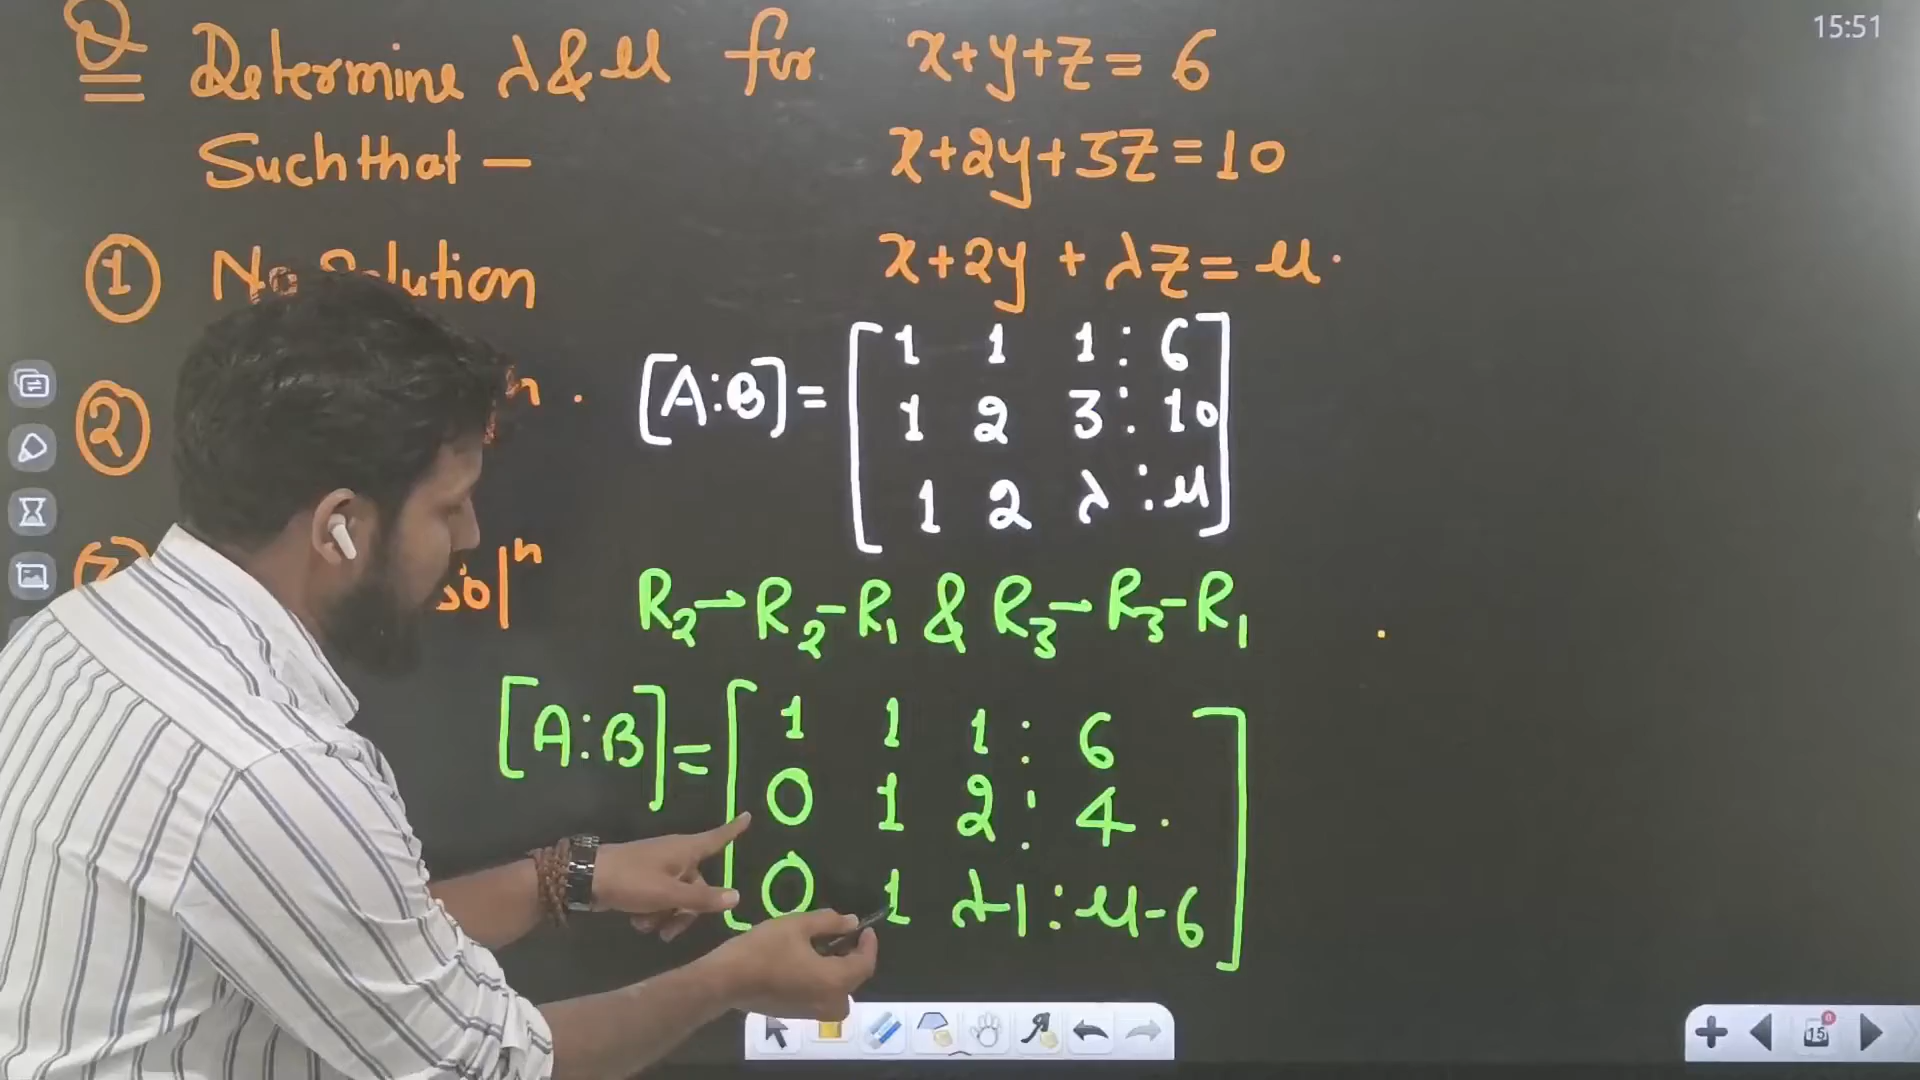 15:51
Q Determine λ & μ for x+y+z = 6
Such that — x+2y+3z = 10
① No Solution x+2y + λz = μ.
② n .
[A:B] = [1 1 1 : 6
1 2 3 : 10
1 2 λ : μ]
sol^n
R₂→R₂-R₁ & R₃→R₃-R₁
[A:B] = [1 1 1 : 6
0 1 2 : 4 .
0 1 λ-1 : μ-6]
15